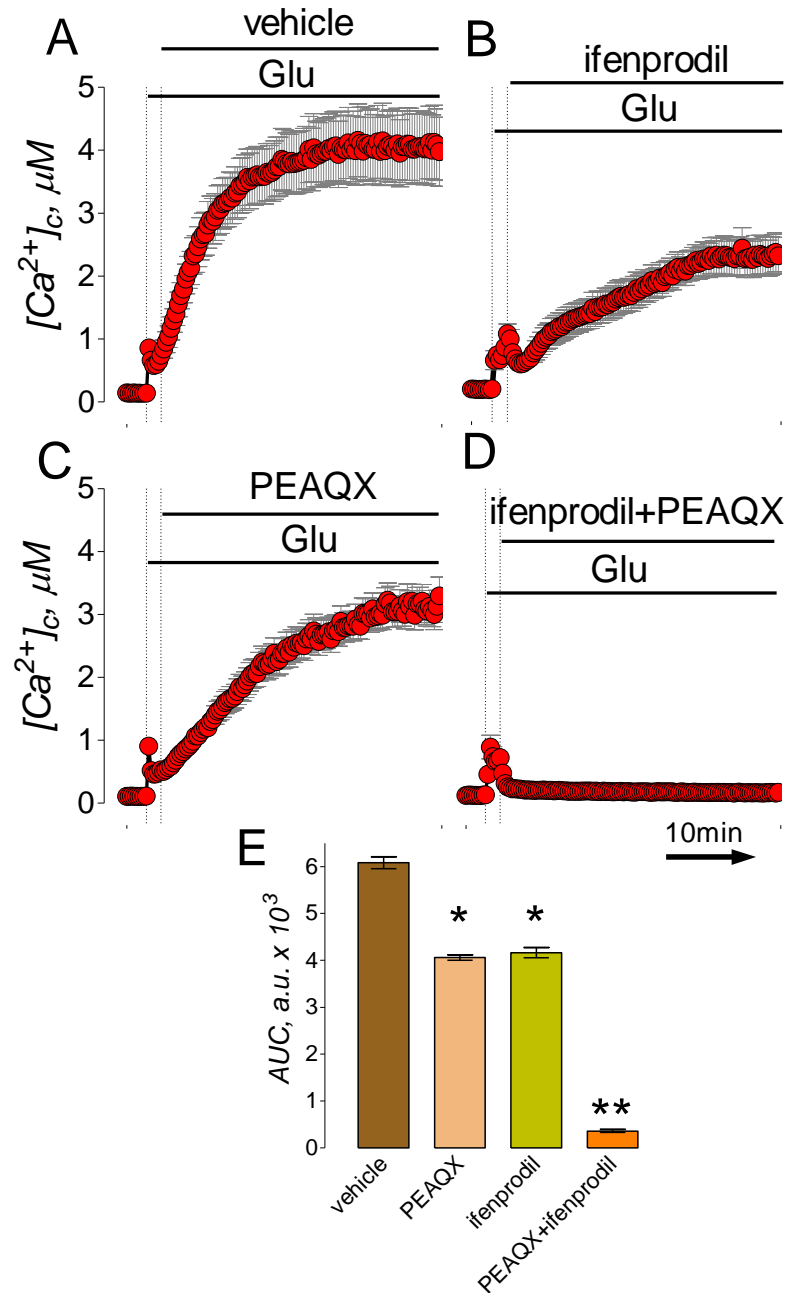 A
vehicle
Glu
5
4
3
2
1
0
[Ca²⁺]c, μM
B
ifenprodil
Glu
C
PEAQX
Glu
5
4
3
2
1
0
[Ca²⁺]c, μM
D
ifenprodil+PEAQX
Glu
10min
E
6
5
4
3
2
1
0
AUC, a.u. x 10³
*
*
**
vehicle
PEAQX
ifenprodil
PEAQX+ifenprodil